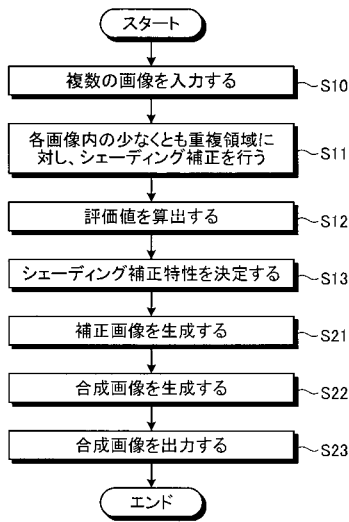 スタート
複数の画像を入力する
S10
各画像内の少なくとも重複領域に
対し、シェーディング補正を行う
S11
評価値を算出する
S12
シェーディング補正特性を決定する
S13
補正画像を生成する
S21
合成画像を生成する
S22
合成画像を出力する
S23
エンド